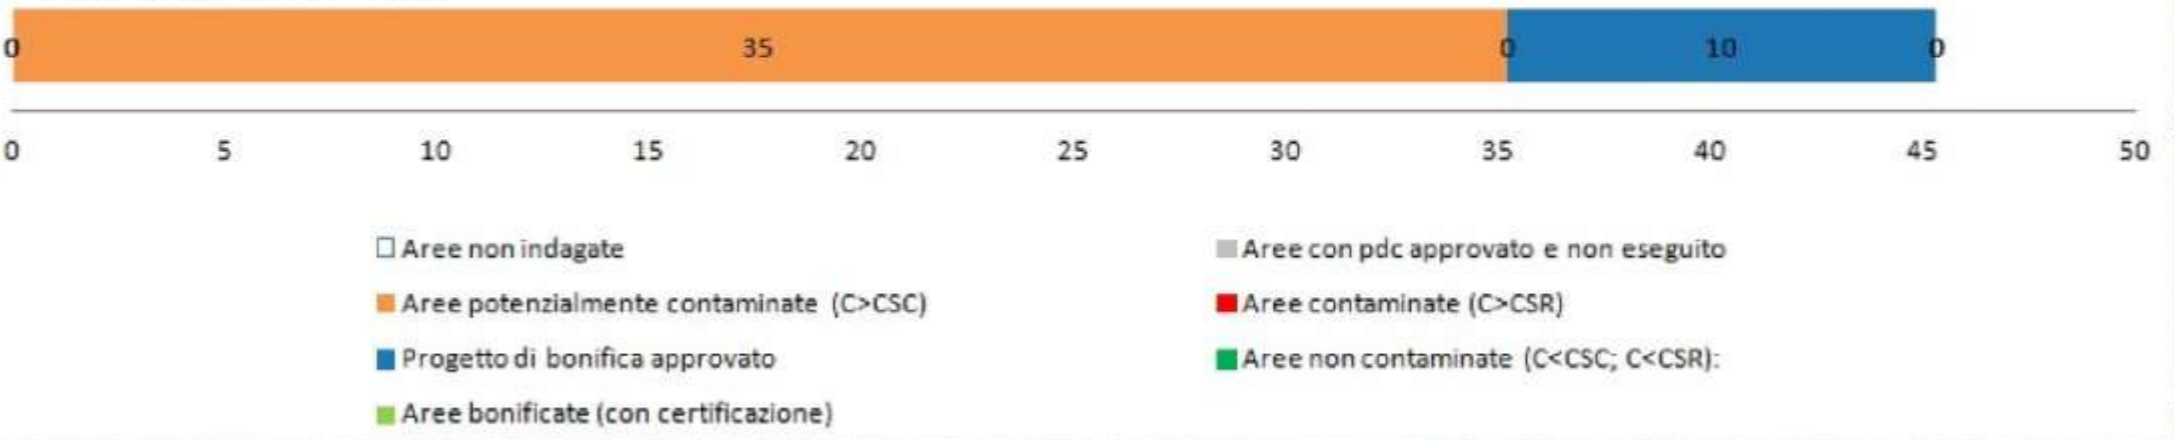 0 35 0 10 0
0 5 10 15 20 25 30 35 40 45 50
Aree non indagate Aree con pdc approvato e non eseguito
Aree potenzialmente contaminate (C>CSC) Aree contaminate (C>CSR)
Progetto di bonifica approvato Aree non contaminate (C<CSC; C<CSR):
Aree bonificate (con certificazione)